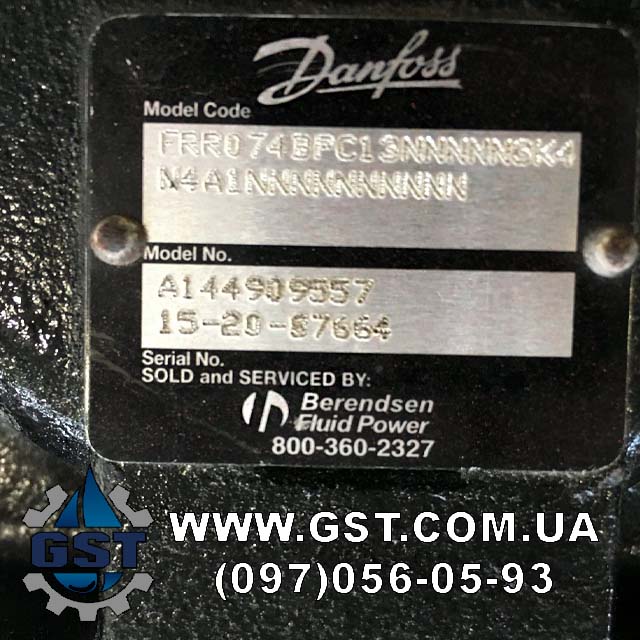 Danfoss
Model Code
FRR074BPC13NNNNNSK4
N4A1NNNNNNNNNN
Model No.
A144909557
15-20-87664
Serial No.
SOLD and SERVICED BY:
Berendsen
Fluid Power
800-360-2327
GST
WWW.GST.COM.UA
(097)056-05-93